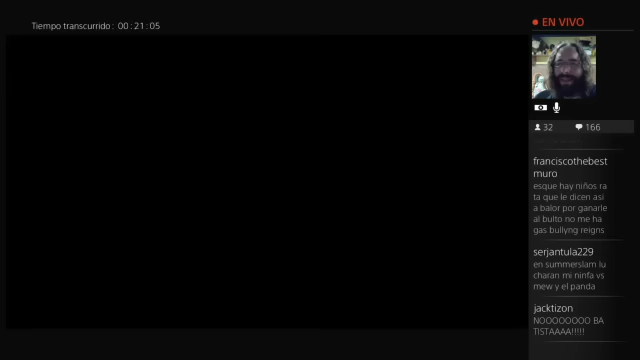 Tiempo transcurrido: 00:21:05
EN VIVO
32 166
franciscothebest
muro
esque hay niños ra
ta que le dicen asi
a balor por ganarle
al bulto no me ha
gas bullyng reigns
serjantula229
en summerslam lu
charan mi ninfa vs
mew y el panda
jacktizon
NOOOOOOOO BA
TISTAAAA!!!!!